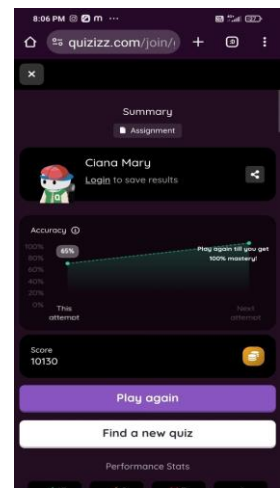 8:06 PM
quizizz.com/join/
Summary
Assignment
Ciana Mary
Login to save results
Accuracy
100%
80%
60%
40%
20%
0%
65%
Play again till you get
100% mastery!
This
attempt
Next
attempt
Score
10130
Play again
Find a new quiz
Performance Stats